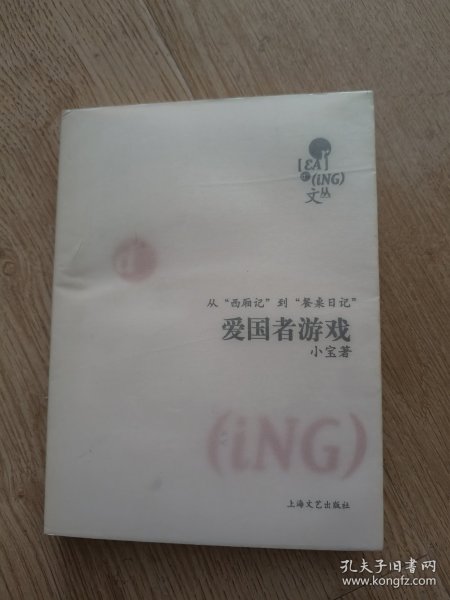 [EA]
(iNG)
文丛
从“西厢记”到“餐桌日记”
爱国者游戏
小宝著
(iNG)
上海文艺出版社
孔夫子旧书网
www.kongfz.com